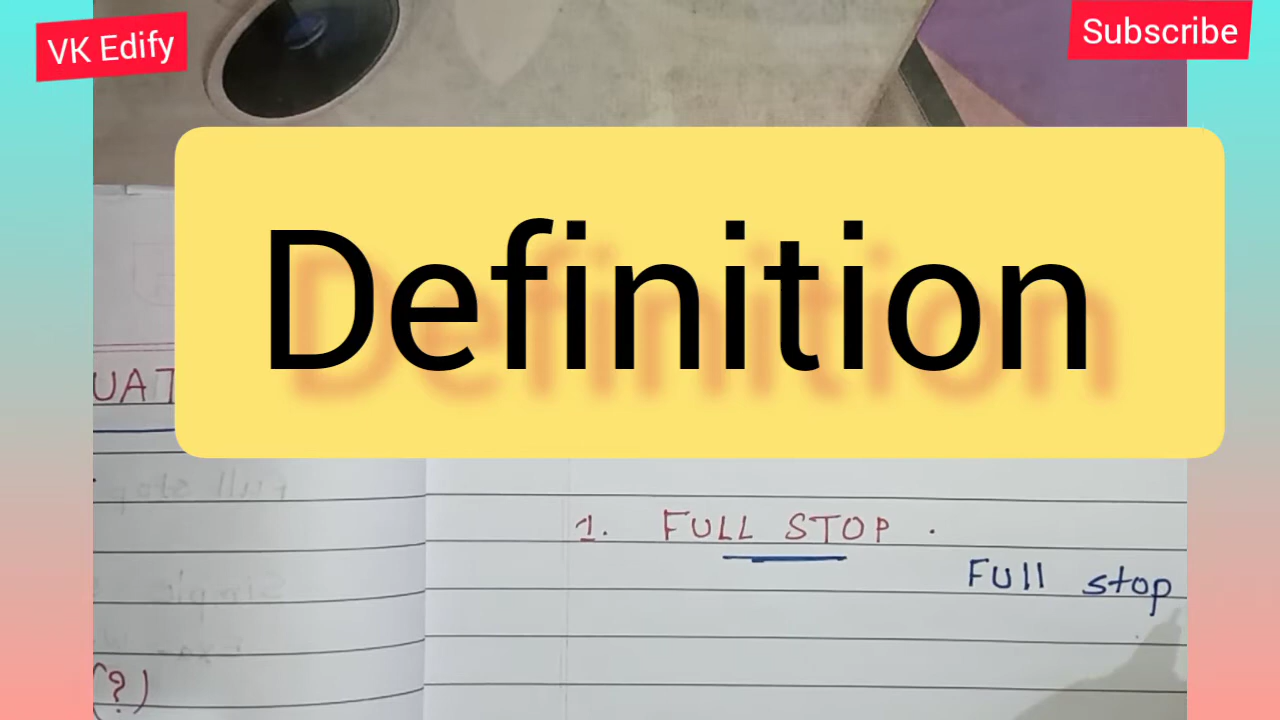 VK Edify
Subscribe
Definition
UAT
1. FULL STOP .
Full stop
(?)